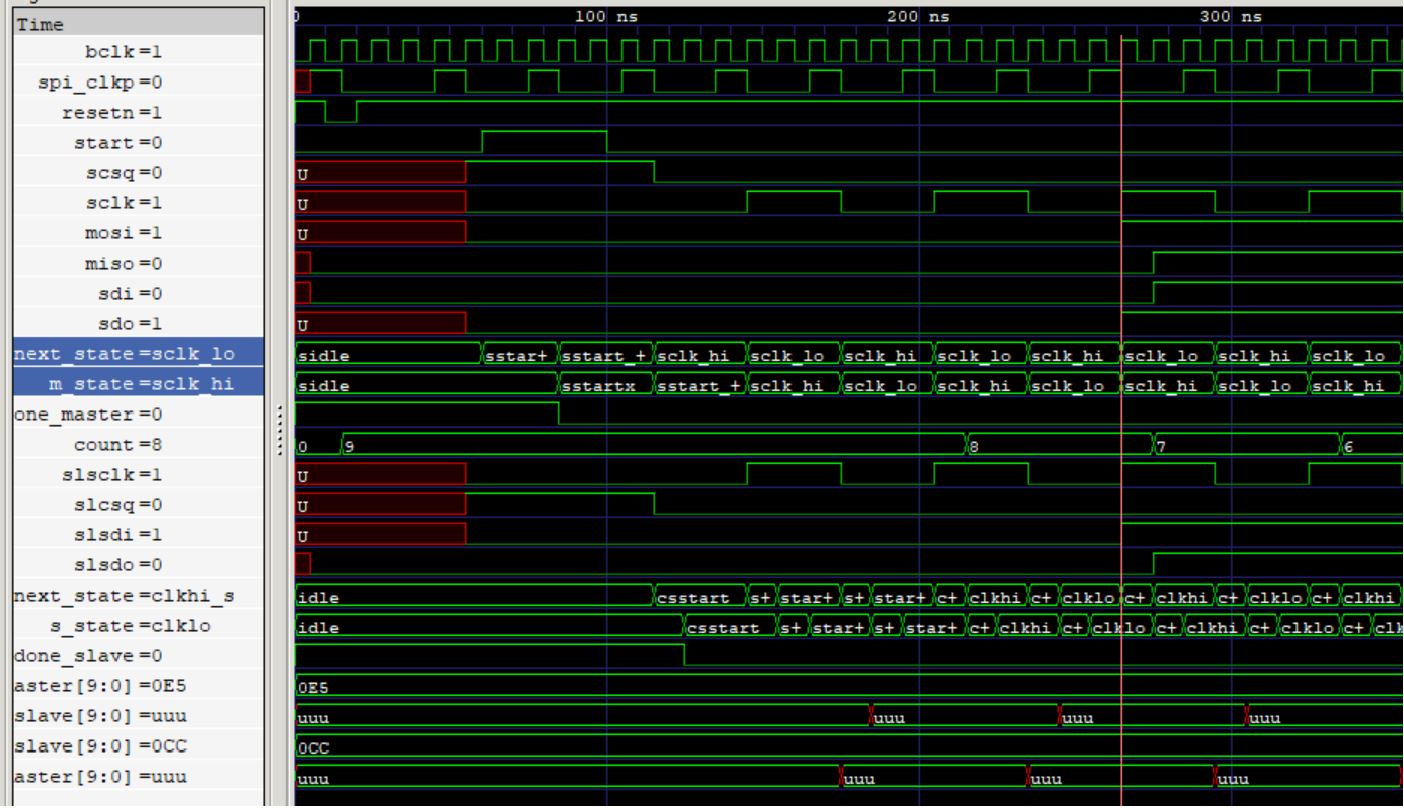 Time 0 100 ns 200 ns 300 ns
bclk=1
spi_clkp=0
resetn=1
start=0
scsq=0 U
sclk=1 U
mosi=1 U
miso=0
sdi=0
sdo=1 U
next_state=sclk_lo sidle sstar+ sstart_+ sclk_hi sclk_lo sclk_hi sclk_lo sclk_hi sclk_lo sclk_hi sclk_lo
m_state=sclk_hi sidle sstartx sstart_+ sclk_hi sclk_lo sclk_hi sclk_lo sclk_hi sclk_lo sclk_hi
one_master=0
count=8 0 9 8 7 6
slsclk=1 U
slcsq=0 U
slsdi=1 U
slsdo=0
next_state=clkhi_s idle csstart s+ star+ s+ star+ c+ clkhi c+ clklo c+ clkhi c+ clklo c+ clkhi
s_state=clklo idle csstart s+ star+ s+ star+ c+ clkhi c+ clklo c+ clkhi c+ clklo c+ clk
done_slave=0
aster[9:0]=0E5 0E5
slave[9:0]=uuu uuu uuu uuu uuu
slave[9:0]=0CC 0CC
aster[9:0]=uuu uuu uuu uuu uuu